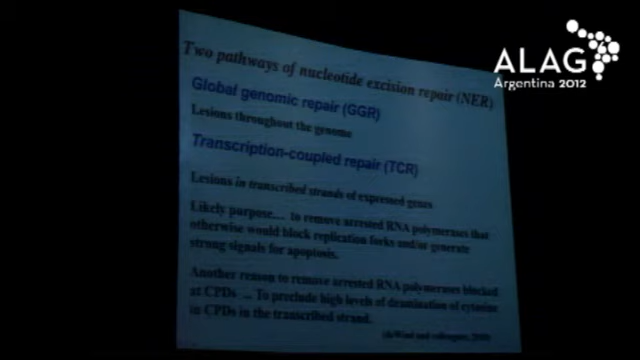 ALAG
Argentina 2012
Two pathways of nucleotide excision repair (NER)
Global genomic repair (GGR)
Lesions throughout the genome
Transcription-coupled repair (TCR)
Lesions in transcribed strands of expressed genes
Likely purpose.... to remove arrested RNA polymerases that
otherwise would block replication forks and/or generate
strong signals for apoptosis.
Another reason to remove arrested RNA polymerases blocked
at CPDs ... To preclude high levels of deamination of cytosine
in CPDs in the transcribed strand.